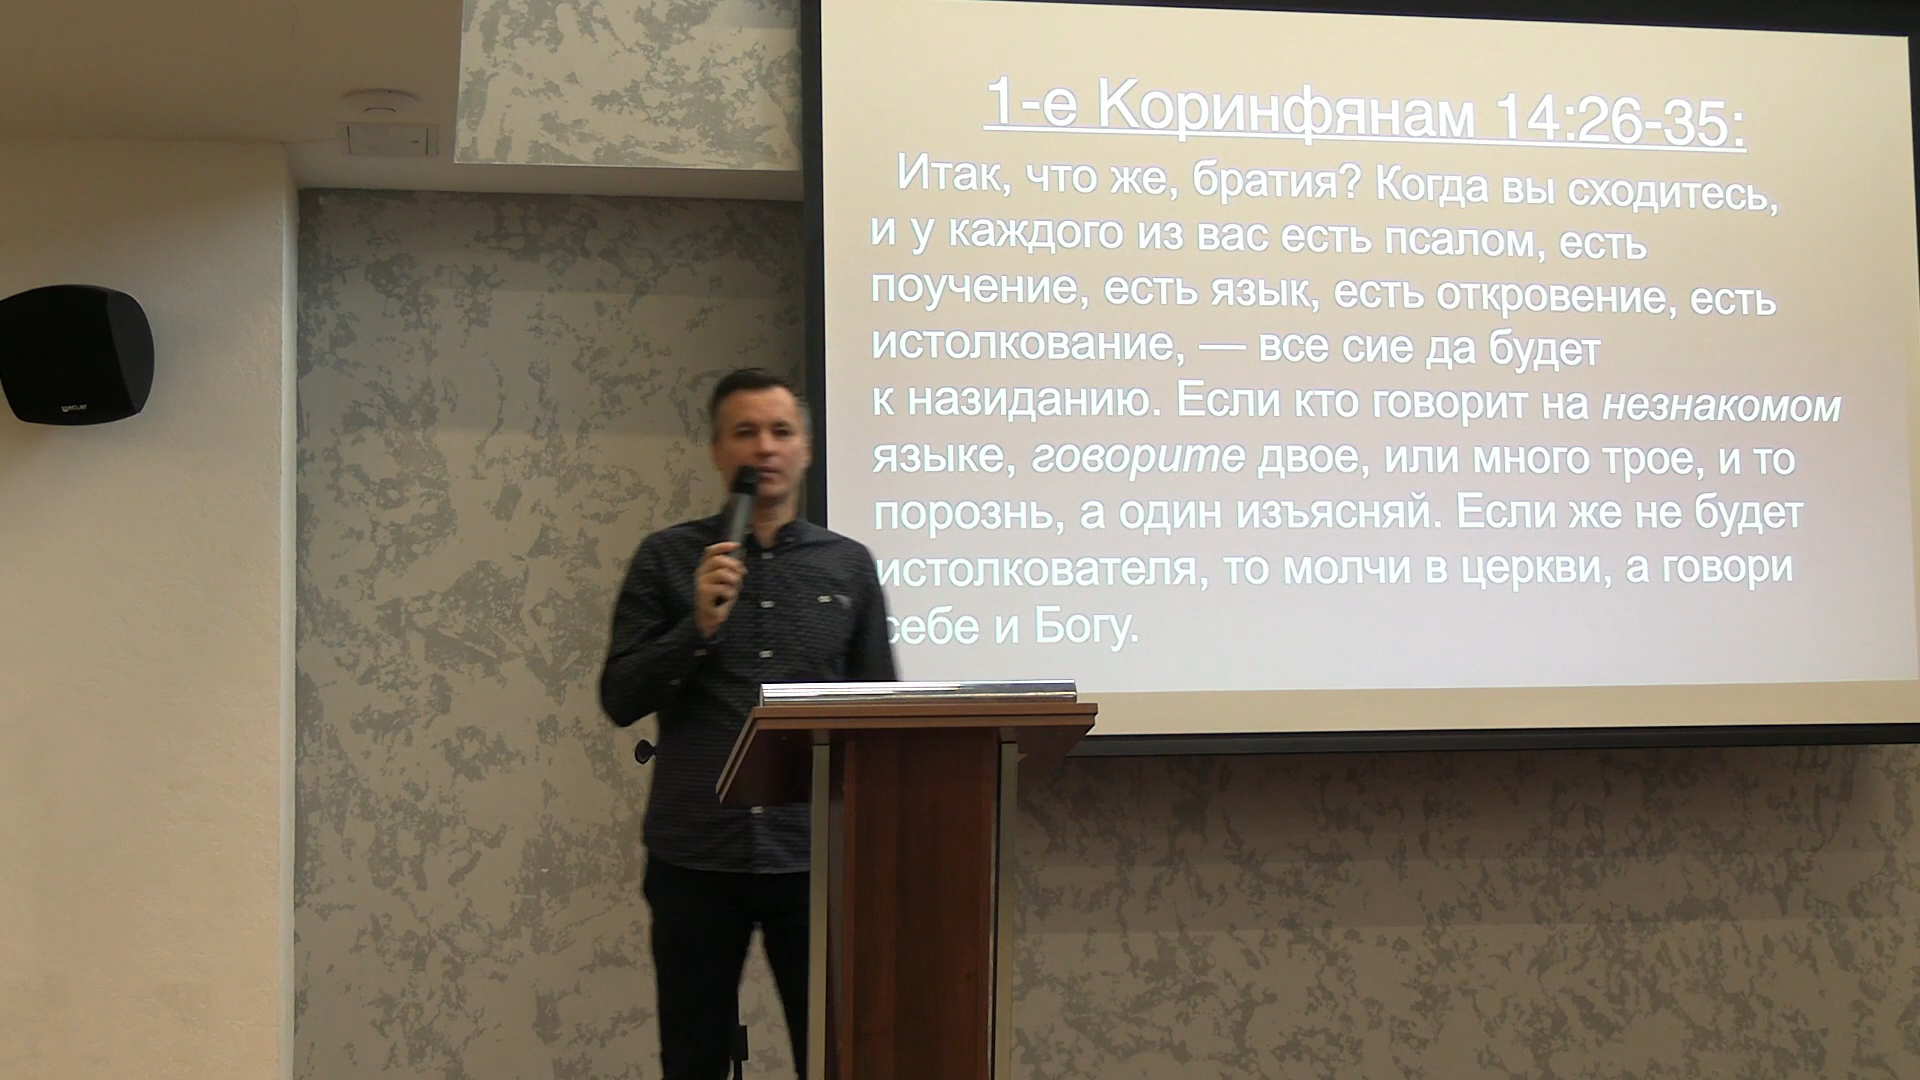 1-е Коринфянам 14:26-35:
Итак, что же, братия? Когда вы сходитесь,
и у каждого из вас есть псалом, есть
поучение, есть язык, есть откровение, есть
истолкование, — все сие да будет
к назиданию. Если кто говорит на незнакомом
языке, говорите двое, или много трое, и то
порознь, а один изъясняй. Если же не будет
истолкователя, то молчи в церкви, а говори
себе и Богу.